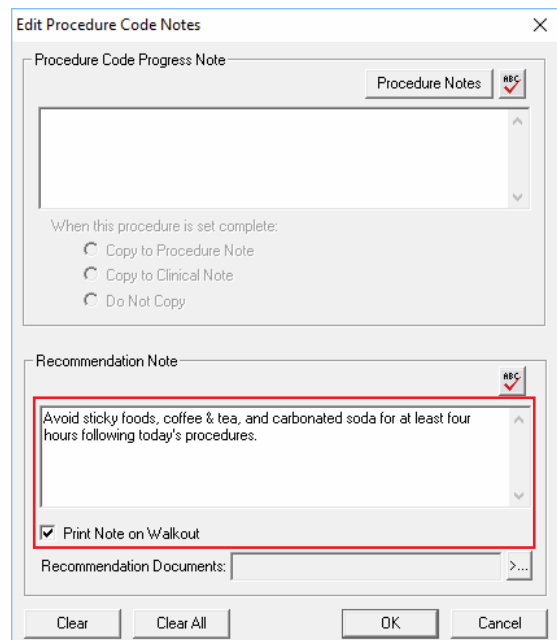 Edit Procedure Code Notes
Procedure Code Progress Note
Procedure Notes
ABC
When this procedure is set complete:
Copy to Procedure Note
Copy to Clinical Note
Do Not Copy
Recommendation Note
ABC
Avoid sticky foods, coffee & tea, and carbonated soda for at least four
hours following today's procedures.
Print Note on Walkout
Recommendation Documents: >...
Clear Clear All OK Cancel